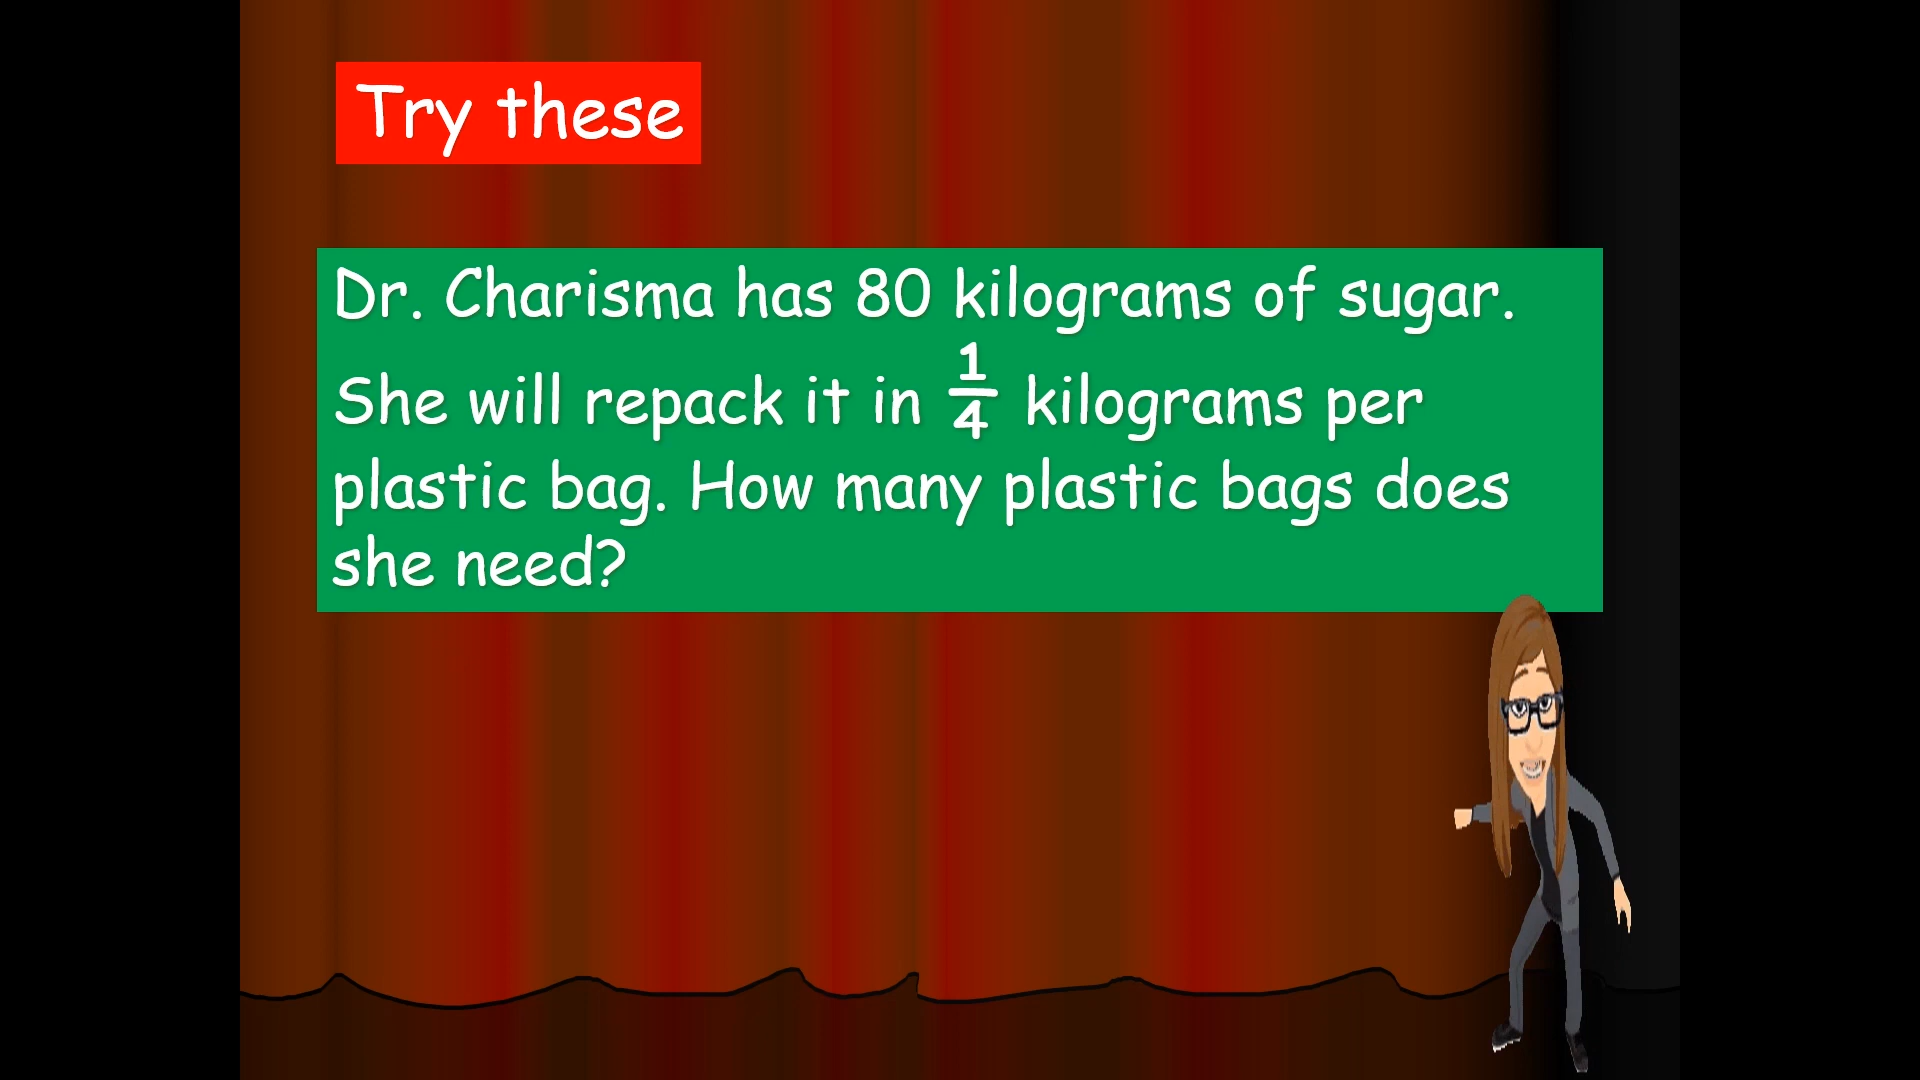 Try these
Dr. Charisma has 80 kilograms of sugar.
She will repack it in 1/4 kilograms per
plastic bag. How many plastic bags does
she need?